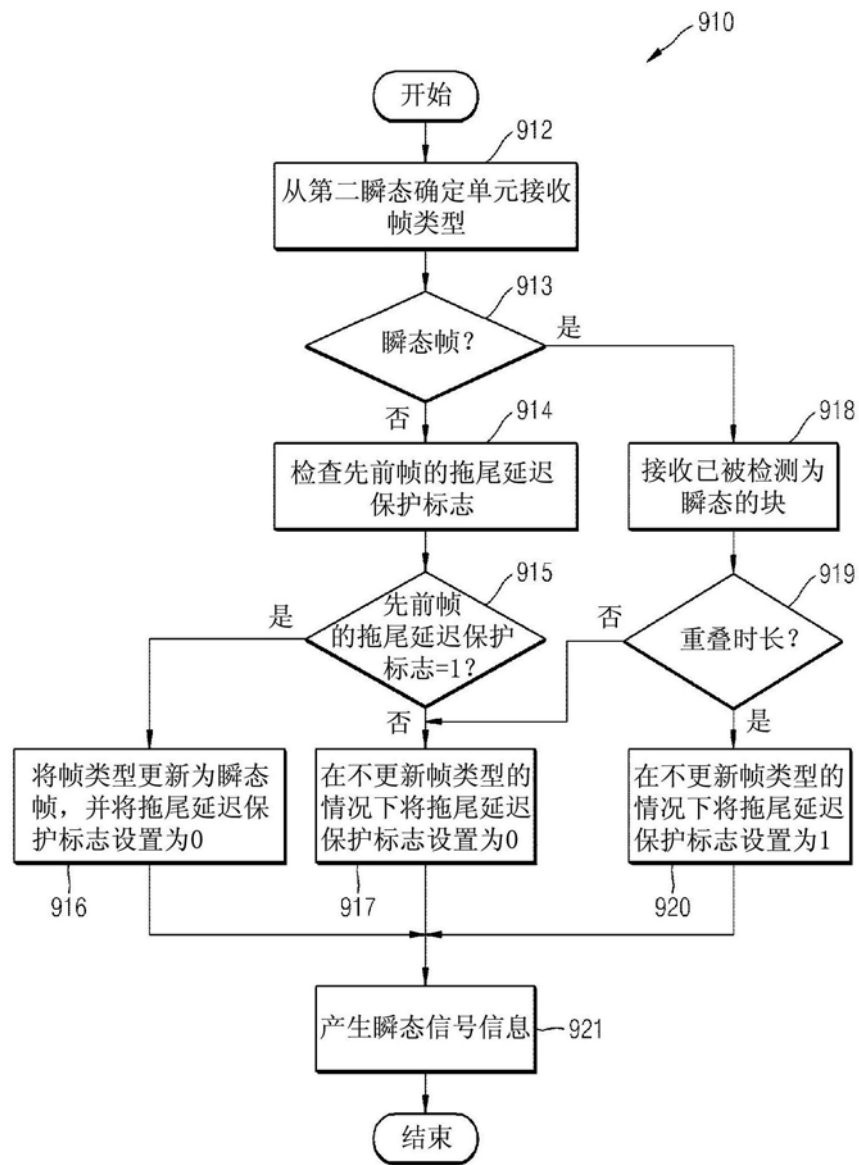 910
开始
912
从第二瞬态确定单元接收
帧类型
913
瞬态帧？
是
否
914
检查先前帧的拖尾延迟
保护标志
918
接收已被检测为
瞬态的块
915
先前帧
的拖尾延迟保护
标志=1？
是
否
919
重叠时长？
否
是
将帧类型更新为瞬态
帧，并将拖尾延迟保
护标志设置为0
916
在不更新帧类型的
情况下将拖尾延迟
保护标志设置为0
917
在不更新帧类型的
情况下将拖尾延迟
保护标志设置为1
920
产生瞬态信号信息
921
结束